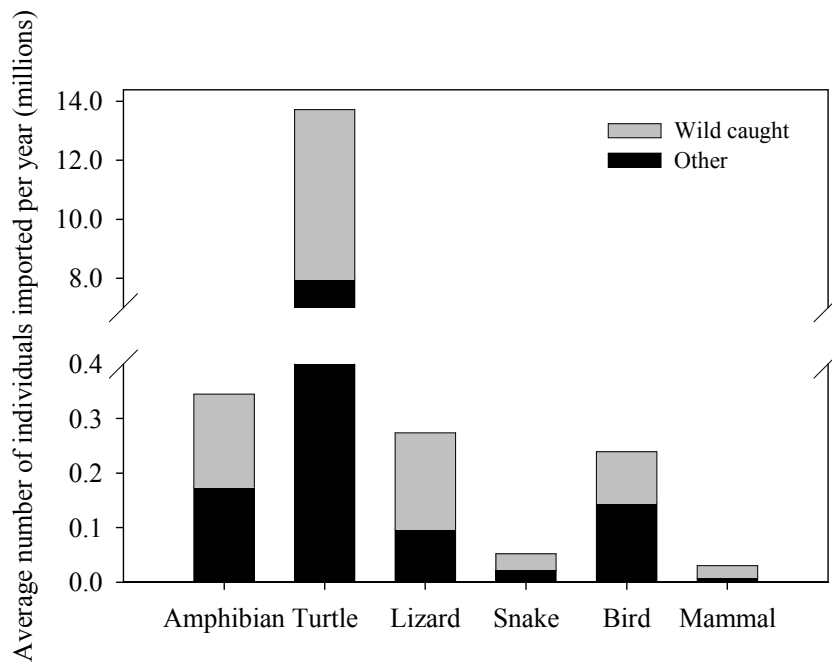 Average number of individuals imported per year (millions)
14.0
12.0
10.0
8.0
0.4
0.3
0.2
0.1
0.0
Wild caught
Other
Amphibian Turtle Lizard Snake Bird Mammal